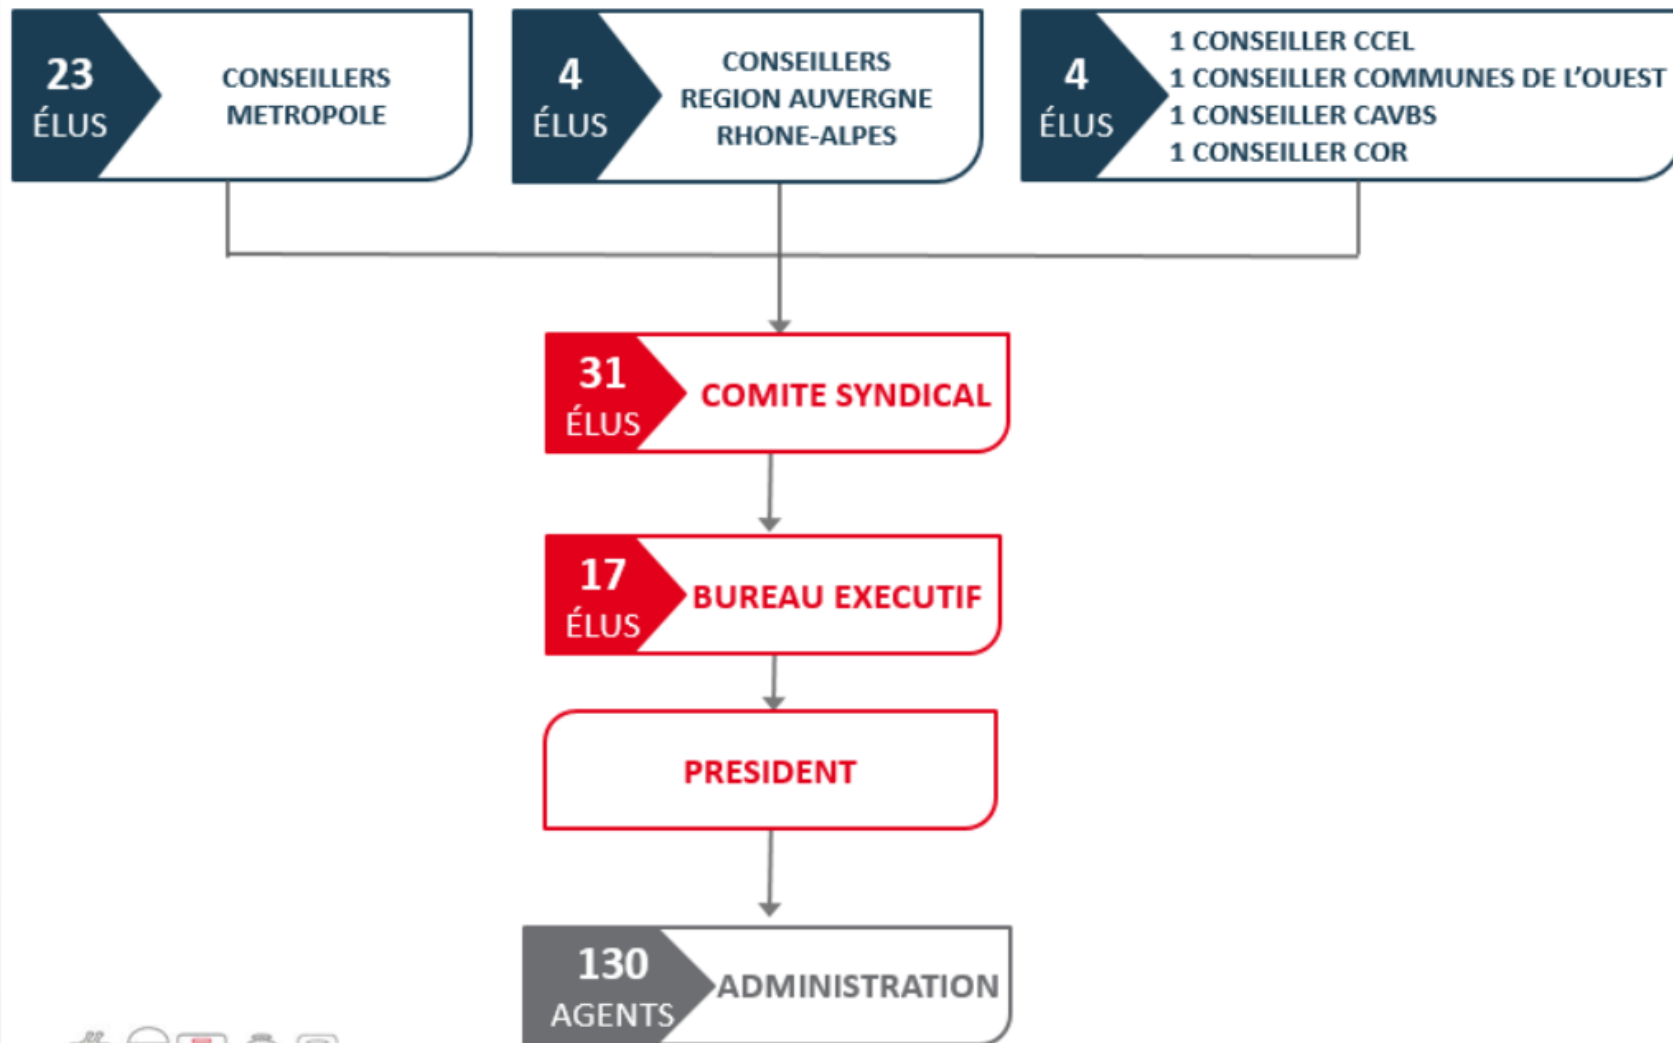 23
ÉLUS
CONSEILLERS
METROPOLE
4
ÉLUS
CONSEILLERS
REGION AUVERGNE
RHONE-ALPES
4
ÉLUS
1 CONSEILLER CCEL
1 CONSEILLER COMMUNES DE L'OUEST
1 CONSEILLER CAVBS
1 CONSEILLER COR
31
ÉLUS
COMITE SYNDICAL
17
ÉLUS
BUREAU EXECUTIF
PRESIDENT
130
AGENTS
ADMINISTRATION